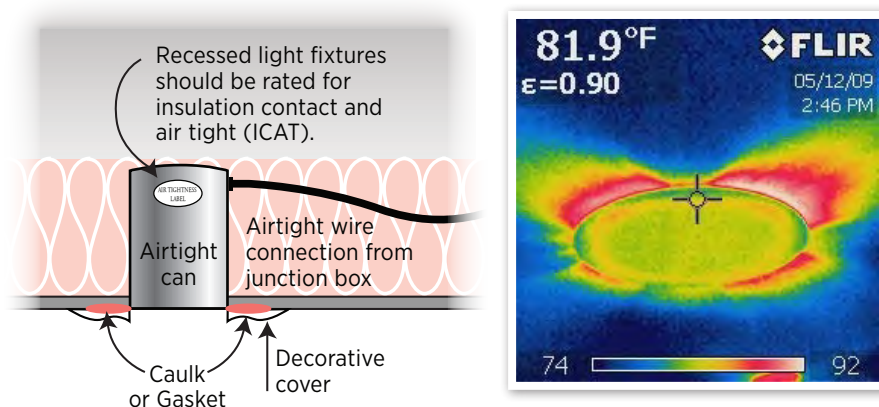 Recessed light fixtures
should be rated for
insulation contact and
air tight (ICAT).
AIR TIGHTNESS
LABEL
Airtight
can
Airtight wire
connection from
junction box
Caulk
or Gasket
Decorative
cover
81.9°F
ε=0.90
FLIR
05/12/09
2:46 PM
74
92